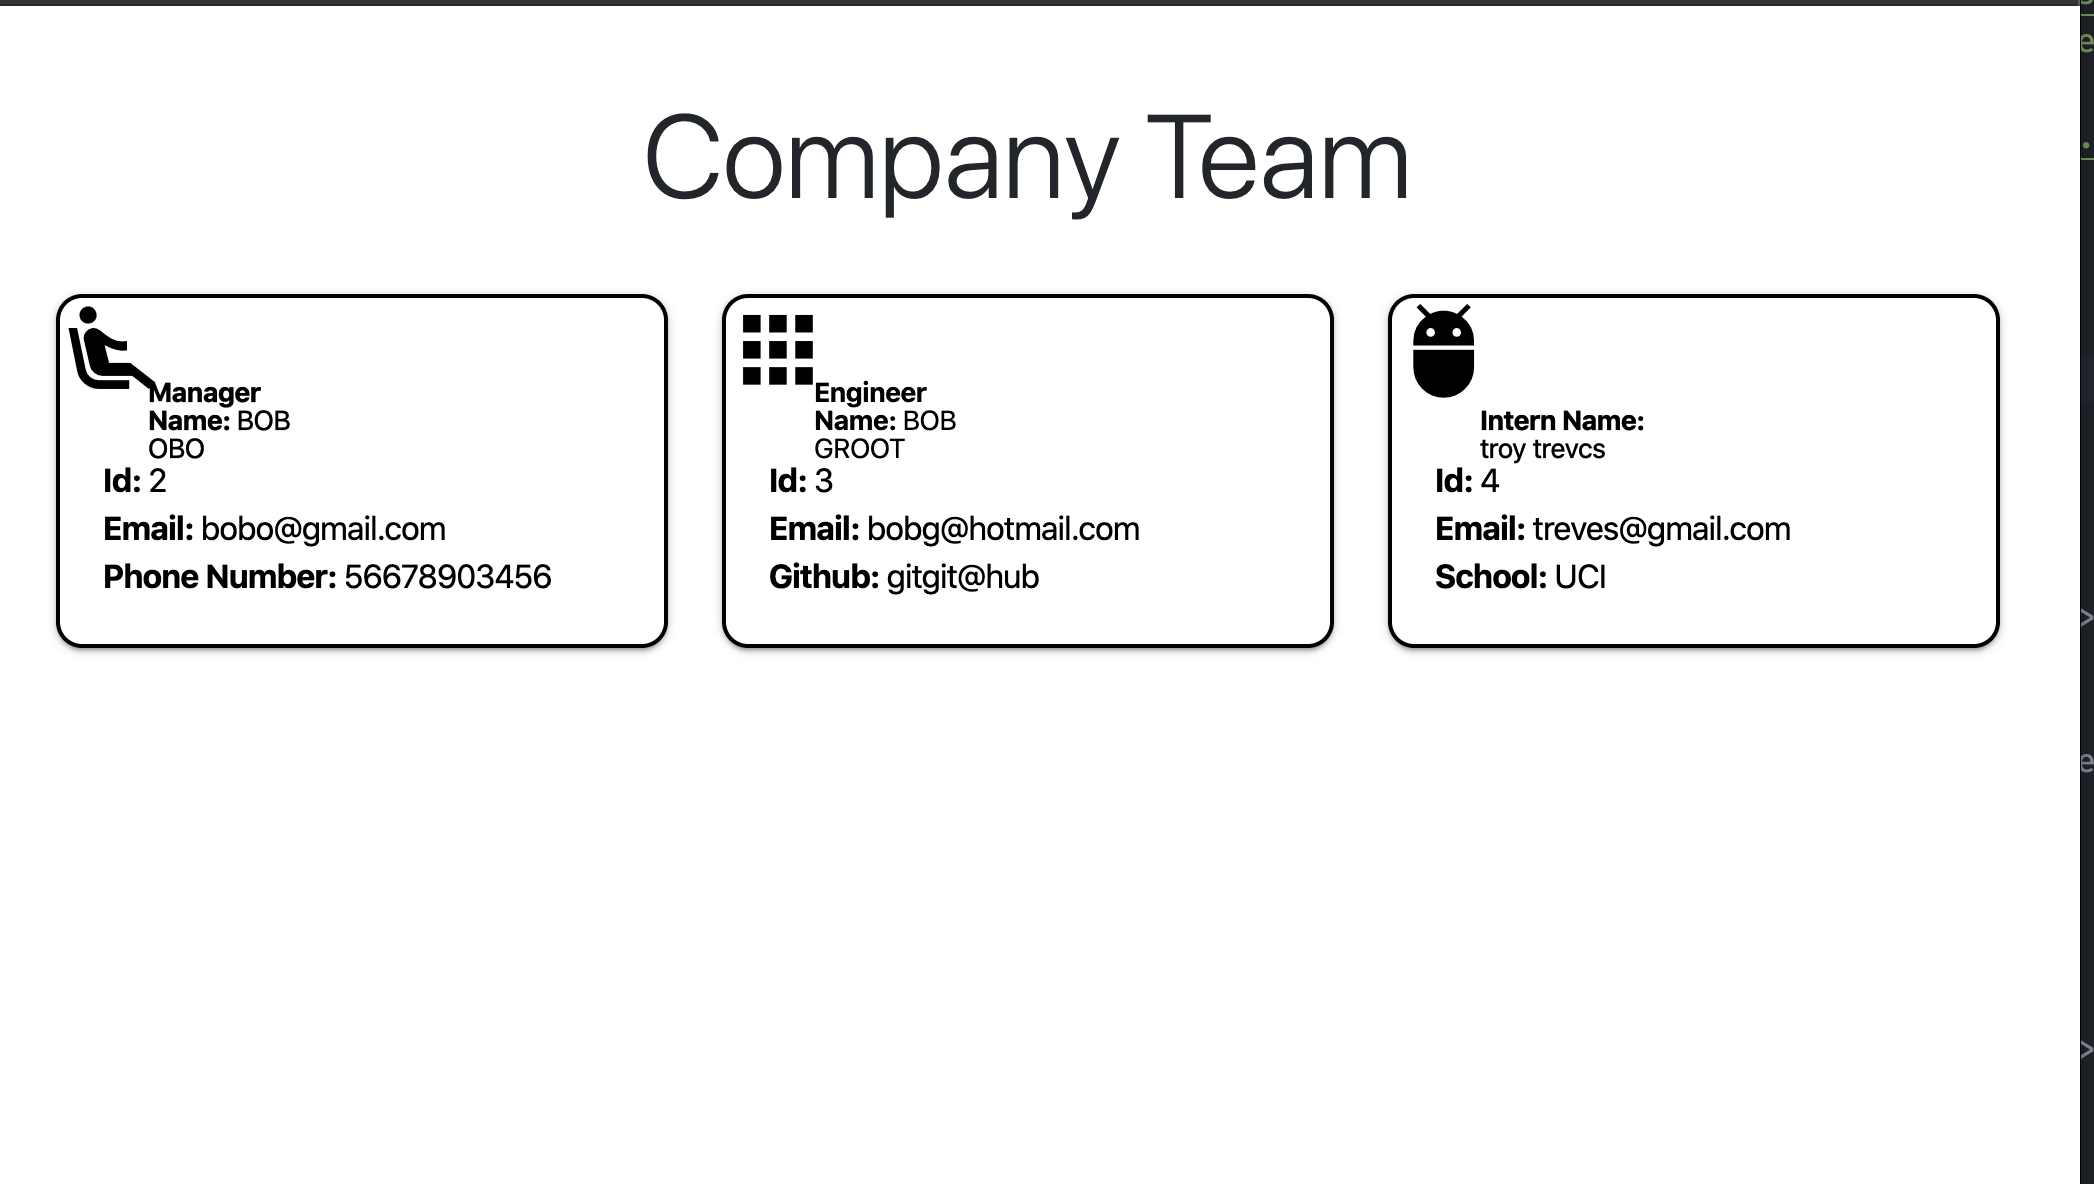 Company Team
Manager
Name: BOB
OBO
Id: 2
Email: bobo@gmail.com
Phone Number: 56678903456
Engineer
Name: BOB
GROOT
Id: 3
Email: bobg@hotmail.com
Github: gitgit@hub
Intern Name:
troy trevcs
Id: 4
Email: treves@gmail.com
School: UCI